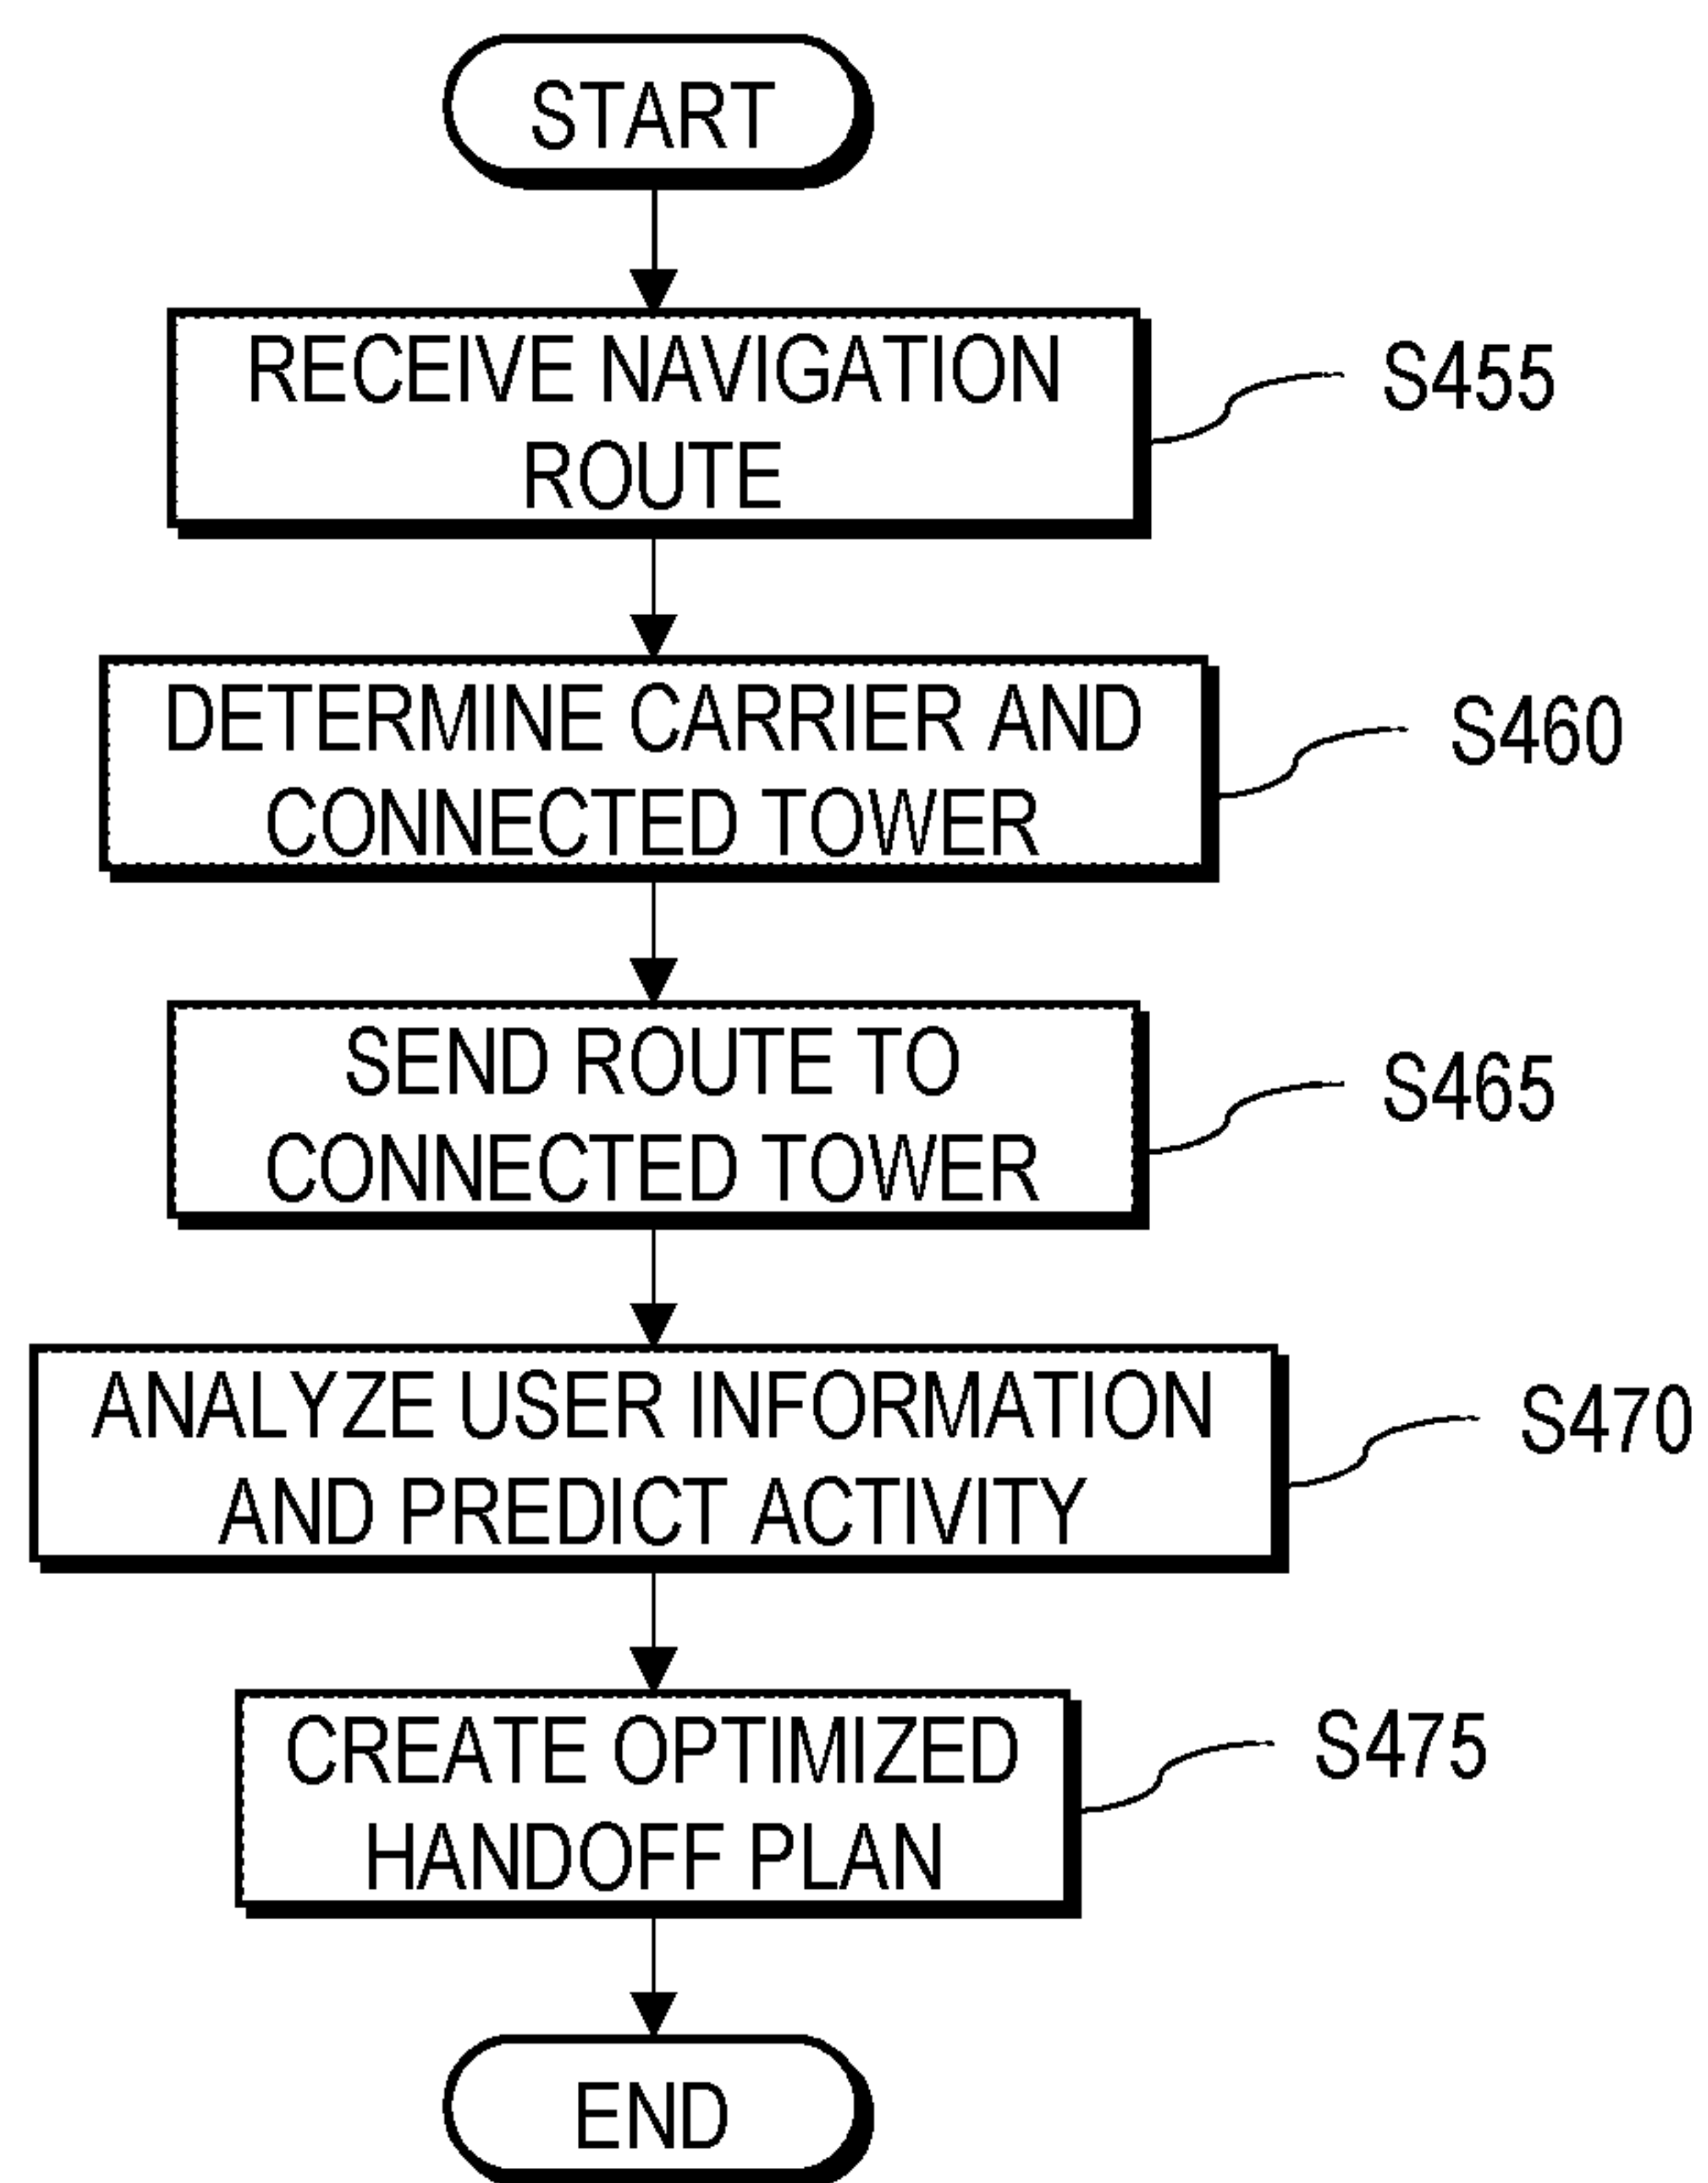 START
RECEIVE NAVIGATION
ROUTE
S455
DETERMINE CARRIER AND
CONNECTED TOWER
S460
SEND ROUTE TO
CONNECTED TOWER
S465
ANALYZE USER INFORMATION
AND PREDICT ACTIVITY
S470
CREATE OPTIMIZED
HANDOFF PLAN
S475
END